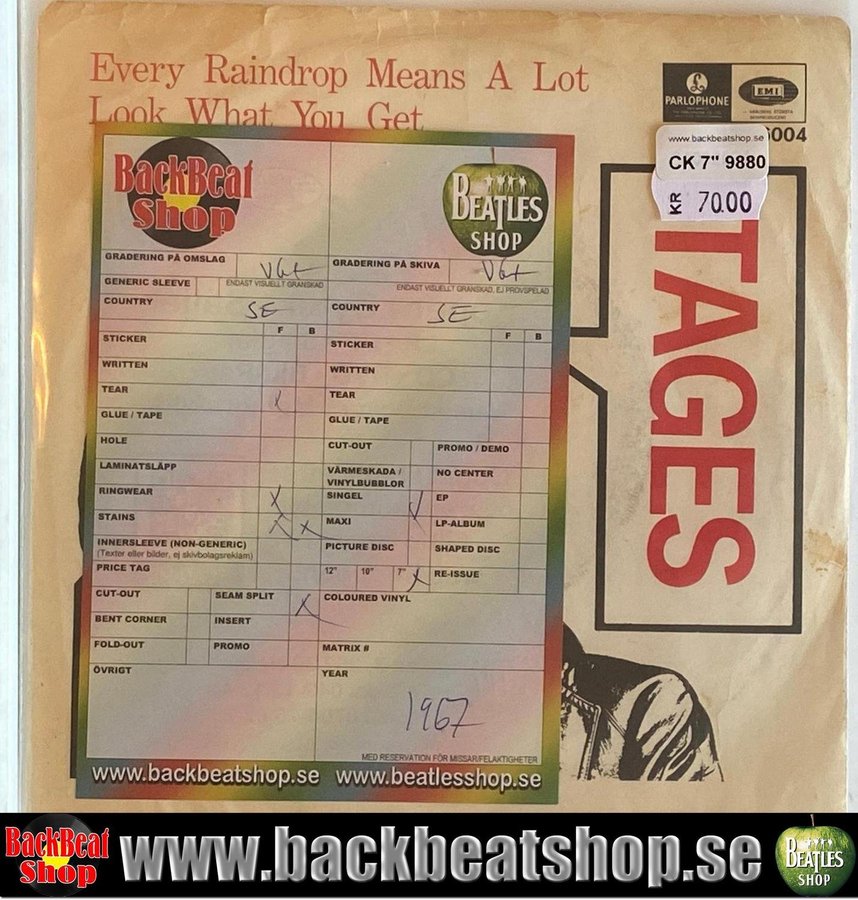 Every Raindrop Means A Lot
Look What You Get
PARLOPHONE
EMI
004
www.backbeatshop.se
CK 7" 9880
KR 70.00
TAGES
BackBeat
Shop
BEATLES
SHOP
GRADERING PÅ OMSLAG VG+
GRADERING PÅ SKIVA VG+
GENERIC SLEEVE
ENDAST VISUELLT GRANSKAD
ENDAST VISUELLT GRANSKAD, EJ PROVSPELAD
COUNTRY SE
COUNTRY SE
F B
F B
STICKER
STICKER
WRITTEN
WRITTEN
TEAR
TEAR
GLUE / TAPE
GLUE / TAPE
HOLE
CUT-OUT
PROMO / DEMO
LAMINATSLÄPP
VÄRMESKADA /
VINYLBUBBLOR
NO CENTER
RINGWEAR X
SINGEL
EP
STAINS X X
MAXI
LP-ALBUM
INNERSLEEVE (NON-GENERIC)
(Texter eller bilder, ej skivbolagsreklam)
PICTURE DISC
SHAPED DISC
PRICE TAG
12" 10" 7" X
RE-ISSUE
CUT-OUT
SEAM SPLIT X
COLOURED VINYL
BENT CORNER
INSERT
FOLD-OUT
PROMO
MATRIX #
ÖVRIGT
YEAR
1967
MED RESERVATION FÖR MISSAR/FELAKTIGHETER
www.backbeatshop.se www.beatlesshop.se
BackBeat
Shop
www.backbeatshop.se
BEATLES
SHOP